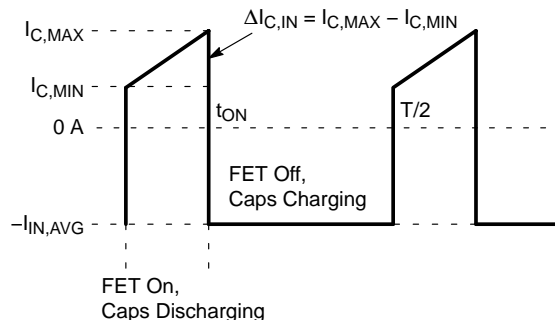 I_C,MAX
ΔI_C,IN = I_C,MAX − I_C,MIN
I_C,MIN
t_ON
T/2
0 A
FET Off,
Caps Charging
−I_IN,AVG
FET On,
Caps Discharging